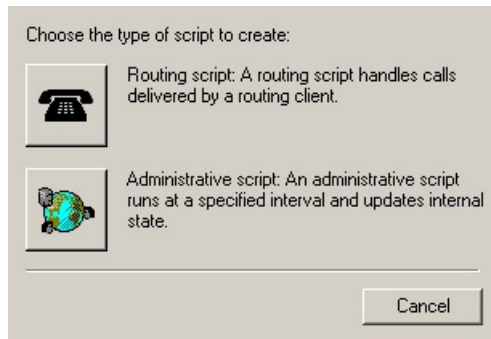 Choose the type of script to create:
Routing script: A routing script handles calls
delivered by a routing client.
Administrative script: An administrative script
runs at a specified interval and updates internal
state.
Cancel